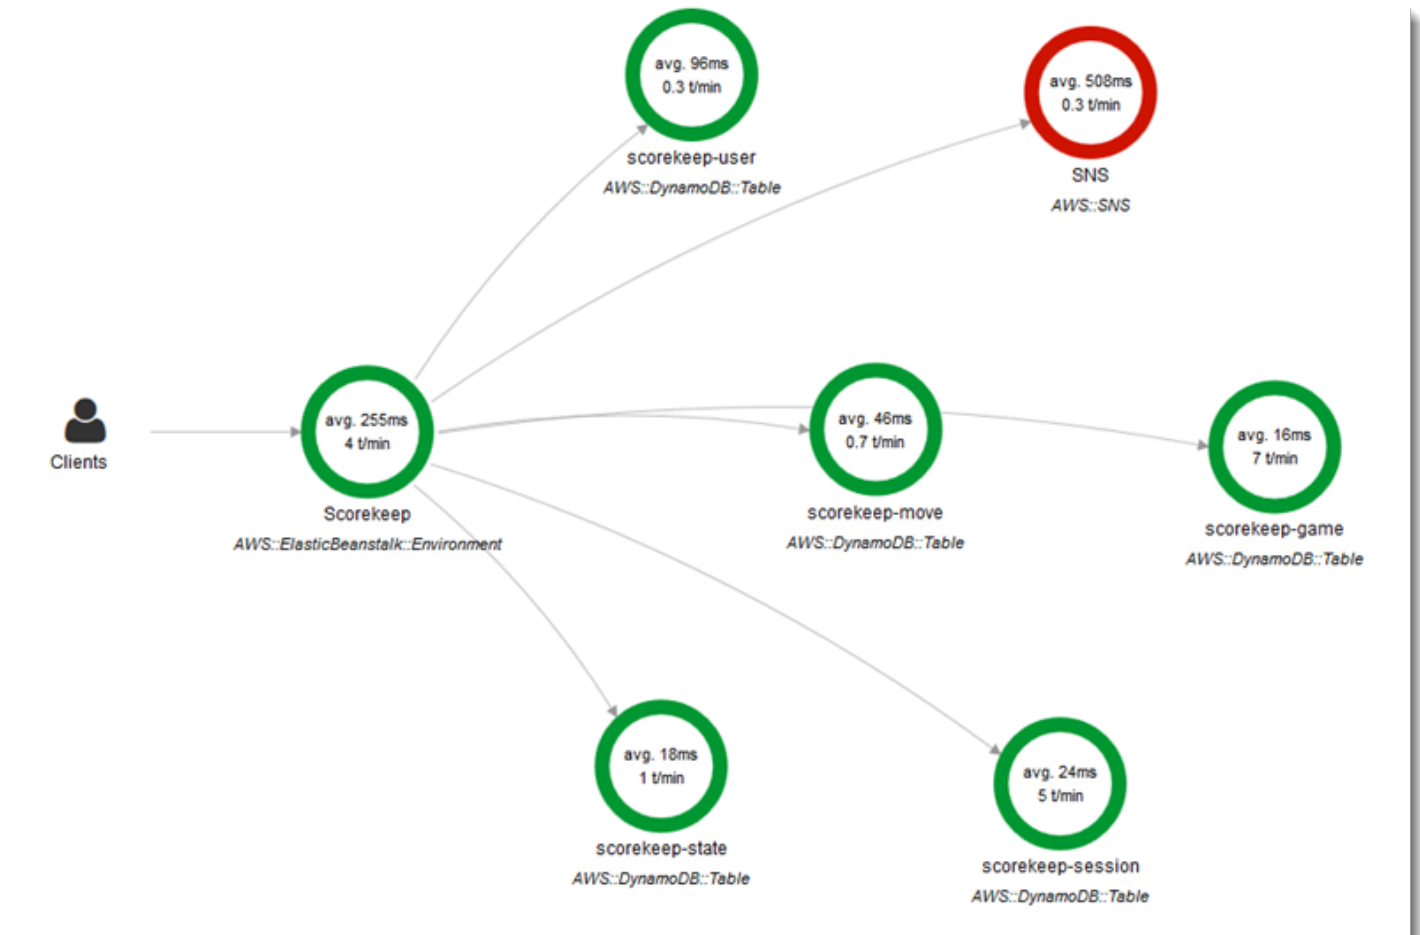 avg. 96ms
0.3 t/min
scorekeep-user
AWS::DynamoDB::Table
avg. 508ms
0.3 t/min
SNS
AWS::SNS
Clients
avg. 255ms
4 t/min
Scorekeep
AWS::ElasticBeanstalk::Environment
avg. 46ms
0.7 t/min
scorekeep-move
AWS::DynamoDB::Table
avg. 16ms
7 t/min
scorekeep-game
AWS::DynamoDB::Table
avg. 18ms
1 t/min
scorekeep-state
AWS::DynamoDB::Table
avg. 24ms
5 t/min
scorekeep-session
AWS::DynamoDB::Table